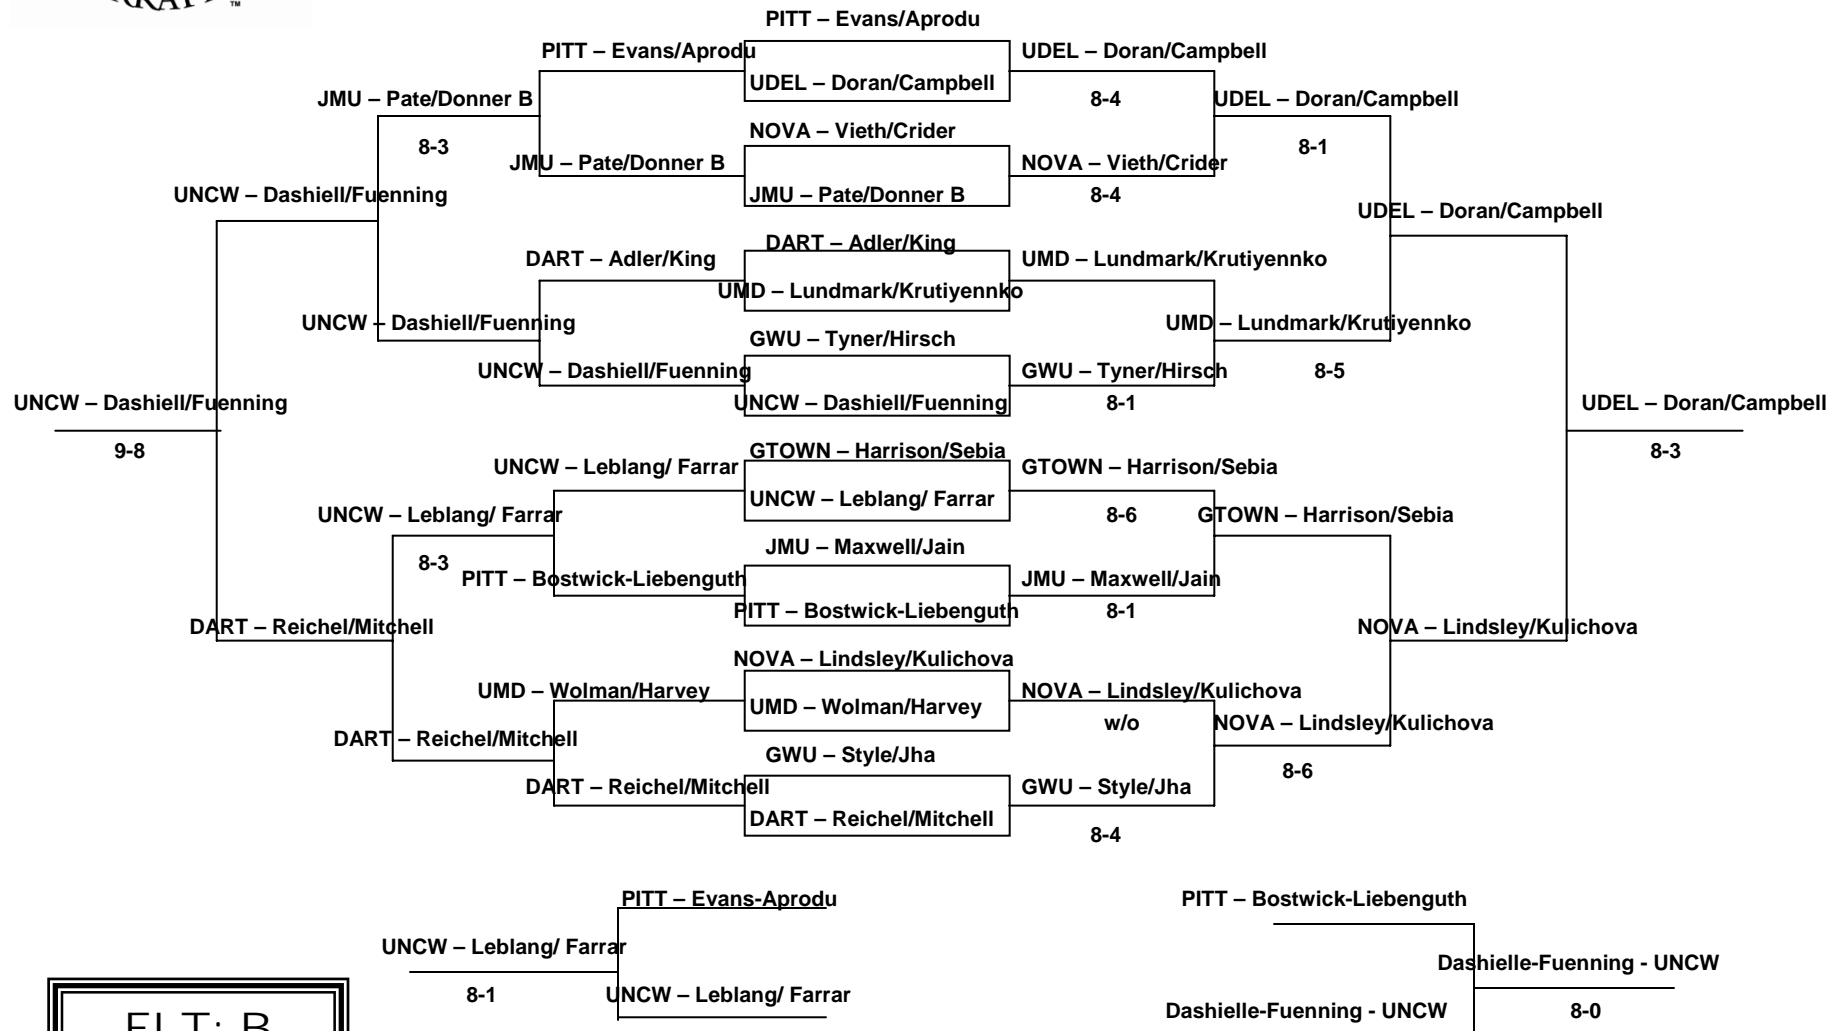 PITT – Evans/Aprodu
PITT – Evans/Aprodu
UDEL – Doran/Campbell
UDEL – Doran/Campbell
JMU – Pate/Donner B
8-4
UDEL – Doran/Campbell
NOVA – Vieth/Crider
8-3
8-1
JMU – Pate/Donner B
NOVA – Vieth/Crider
UNCW – Dashiell/Fuenning
JMU – Pate/Donner B
8-4
UDEL – Doran/Campbell
DART – Adler/King
DART – Adler/King
UMD – Lundmark/Krutiyennko
UMD – Lundmark/Krutiyennko
UNCW – Dashiell/Fuenning
UMD – Lundmark/Krutiyennko
GWU – Tyner/Hirsch
UNCW – Dashiell/Fuenning
GWU – Tyner/Hirsch
8-5
UNCW – Dashiell/Fuenning
UNCW – Dashiell/Fuenning
8-1
UDEL – Doran/Campbell
9-8
GTOWN – Harrison/Sebia
8-3
UNCW – Leblang/ Farrar
GTOWN – Harrison/Sebia
UNCW – Leblang/ Farrar
UNCW – Leblang/ Farrar
8-6
GTOWN – Harrison/Sebia
JMU – Maxwell/Jain
8-3
PITT – Bostwick-Liebenguth
JMU – Maxwell/Jain
PITT – Bostwick-Liebenguth
8-1
DART – Reichel/Mitchell
NOVA – Lindsley/Kulichova
NOVA – Lindsley/Kulichova
UMD – Wolman/Harvey
NOVA – Lindsley/Kulichova
UMD – Wolman/Harvey
w/o
NOVA – Lindsley/Kulichova
DART – Reichel/Mitchell
GWU – Style/Jha
8-6
DART – Reichel/Mitchell
GWU – Style/Jha
DART – Reichel/Mitchell
8-4
PITT – Evans-Aprodu
PITT – Bostwick-Liebenguth
UNCW – Leblang/ Farrar
Dashielle-Fuenning - UNCW
8-1
UNCW – Leblang/ Farrar
Dashielle-Fuenning - UNCW
8-0
FLT: B